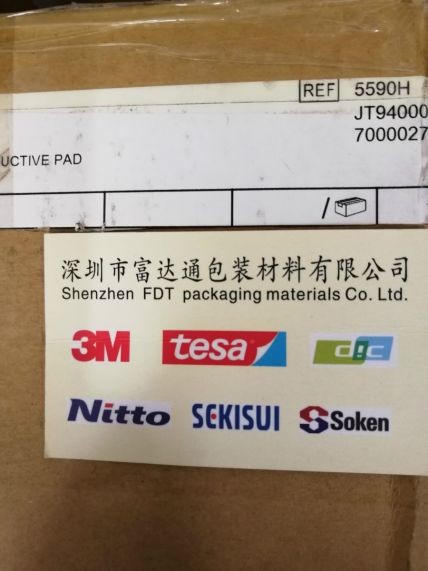 REF 5590H
JT94000
7000027
UCTIVE PAD
/
深圳市富达通包装材料有限公司
Shenzhen FDT packaging materials Co. Ltd.
3M tesa dic
Nitto SEKISUI Soken